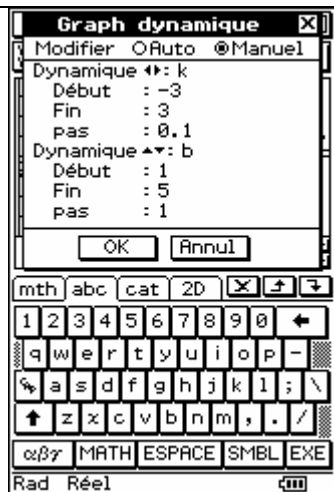 Graph dynamique
Modifier Auto Manuel
Dynamique ◄►: k
Début : -3
Fin : 3
pas : 0.1
Dynamique ▲▼: b
Début : 1
Fin : 5
pas : 1
OK Annul
mth abc cat 2D
1 2 3 4 5 6 7 8 9 0 ←
q w e r t y u i o p -
a s d f g h j k l ; \
↑ z x c v b n m , . /
αβγ MATH ESPACE SMBL EXE
Rad Réel